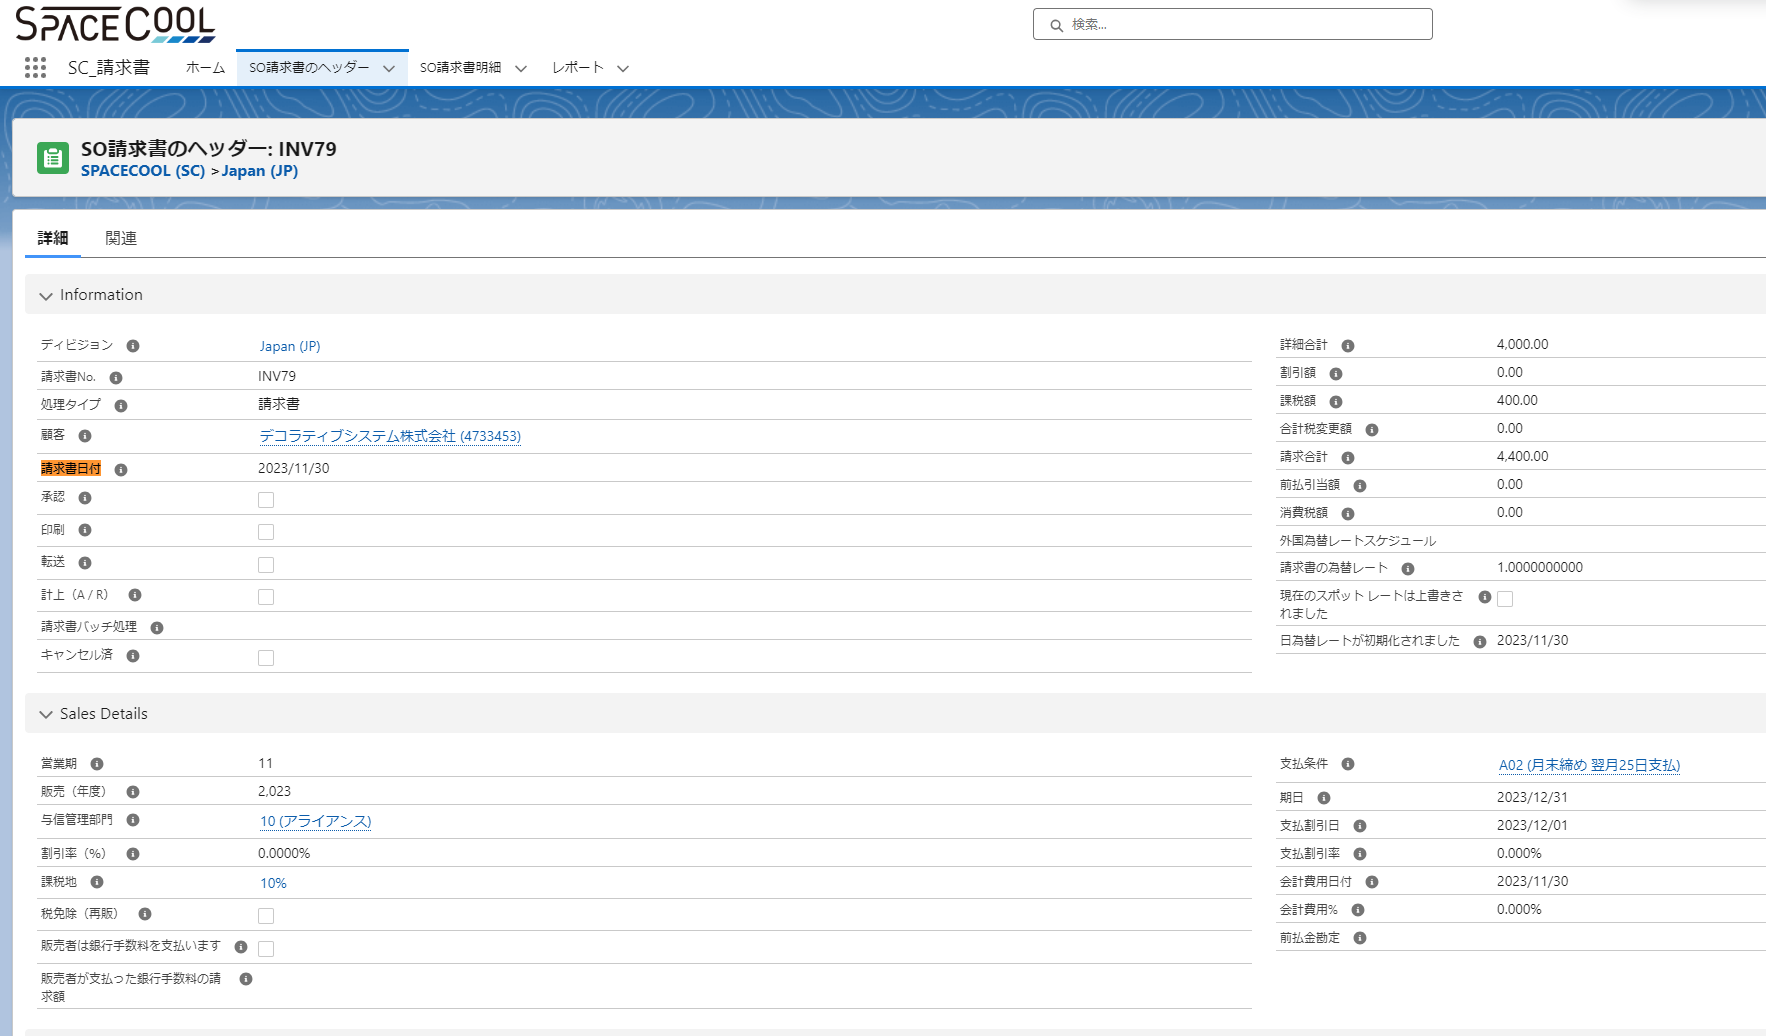 SPACECOOL
検索...
SC_請求書 ホーム SO請求書のヘッダー SO請求書明細 レポート
SO請求書のヘッダー: INV79
SPACECOOL (SC) > Japan (JP)
詳細 関連
Information
ディビジョン Japan (JP)
請求書No. INV79
処理タイプ 請求書
顧客 デコラティブシステム株式会社 (4733453)
請求書日付 2023/11/30
承認
印刷
転送
計上（A / R）
請求書バッチ処理
キャンセル済
詳細合計 4,000.00
割引額 0.00
課税額 400.00
合計税変更額 0.00
請求合計 4,400.00
前払引当額 0.00
消費税額 0.00
外国為替レートスケジュール
請求書の為替レート 1.0000000000
現在のスポット レートは上書きさ
れました
日為替レートが初期化されました 2023/11/30
Sales Details
営業期 11
販売（年度） 2,023
与信管理部門 10 (アライアンス)
割引率（%） 0.0000%
課税地 10%
税免除（再販）
販売者は銀行手数料を支払います
販売者が支払った銀行手数料の請
求額
支払条件 A02 (月末締め 翌月25日支払)
期日 2023/12/31
支払割引日 2023/12/01
支払割引率 0.000%
会計費用日付 2023/11/30
会計費用% 0.000%
前払金勘定